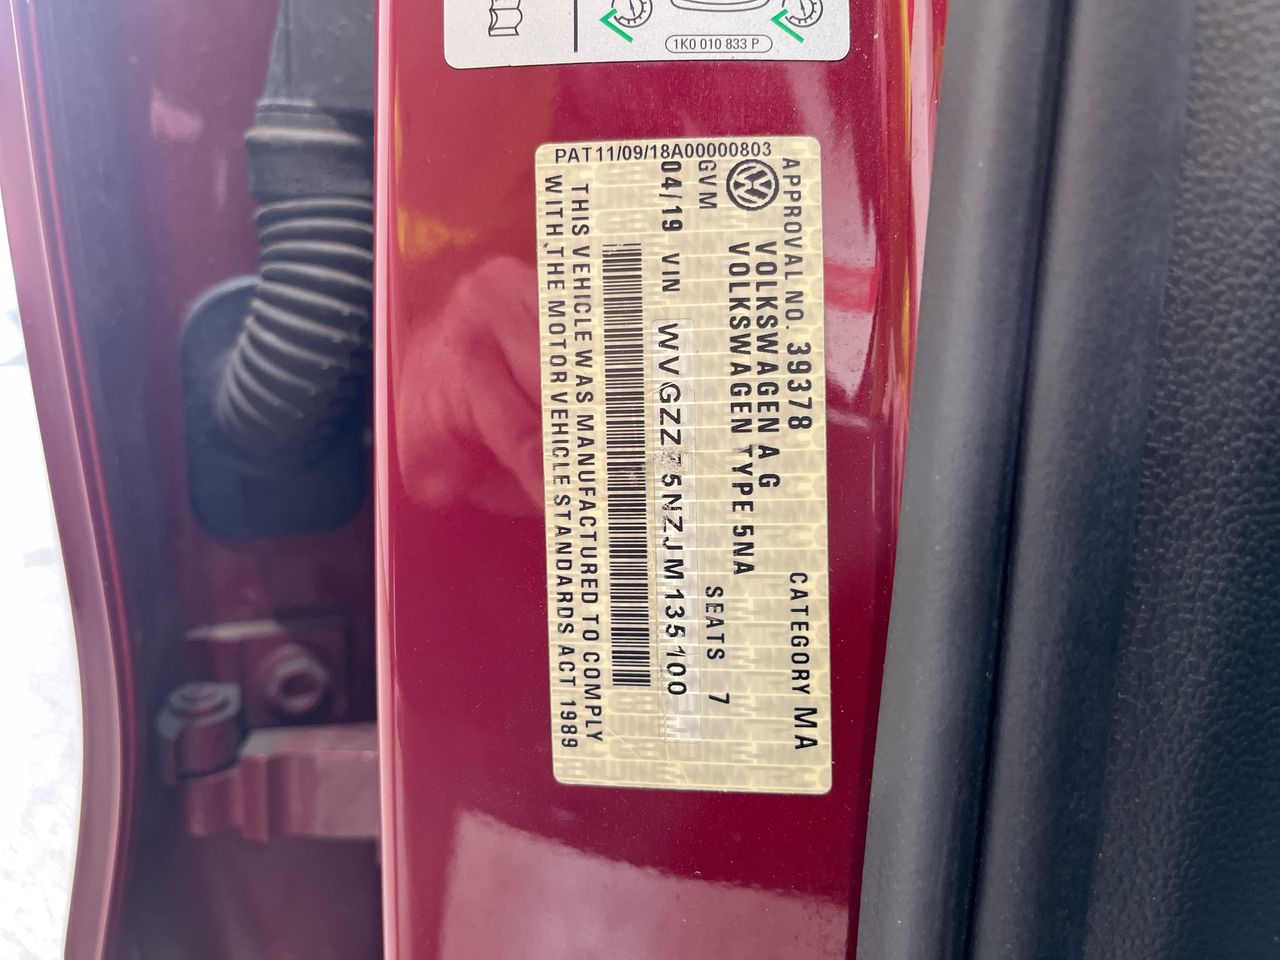 1K0 010 833 P
PAT11/09/18A00000803
APPROVAL NO. 39378 CATEGORY MA
VOLKSWAGEN AG
VOLKSWAGEN TYPE 5NA
GVM SEATS 7
04/19 VIN WVGZZZ5NZJM135100
THIS VEHICLE WAS MANUFACTURED TO COMPLY
WITH THE MOTOR VEHICLE STANDARDS ACT 1989